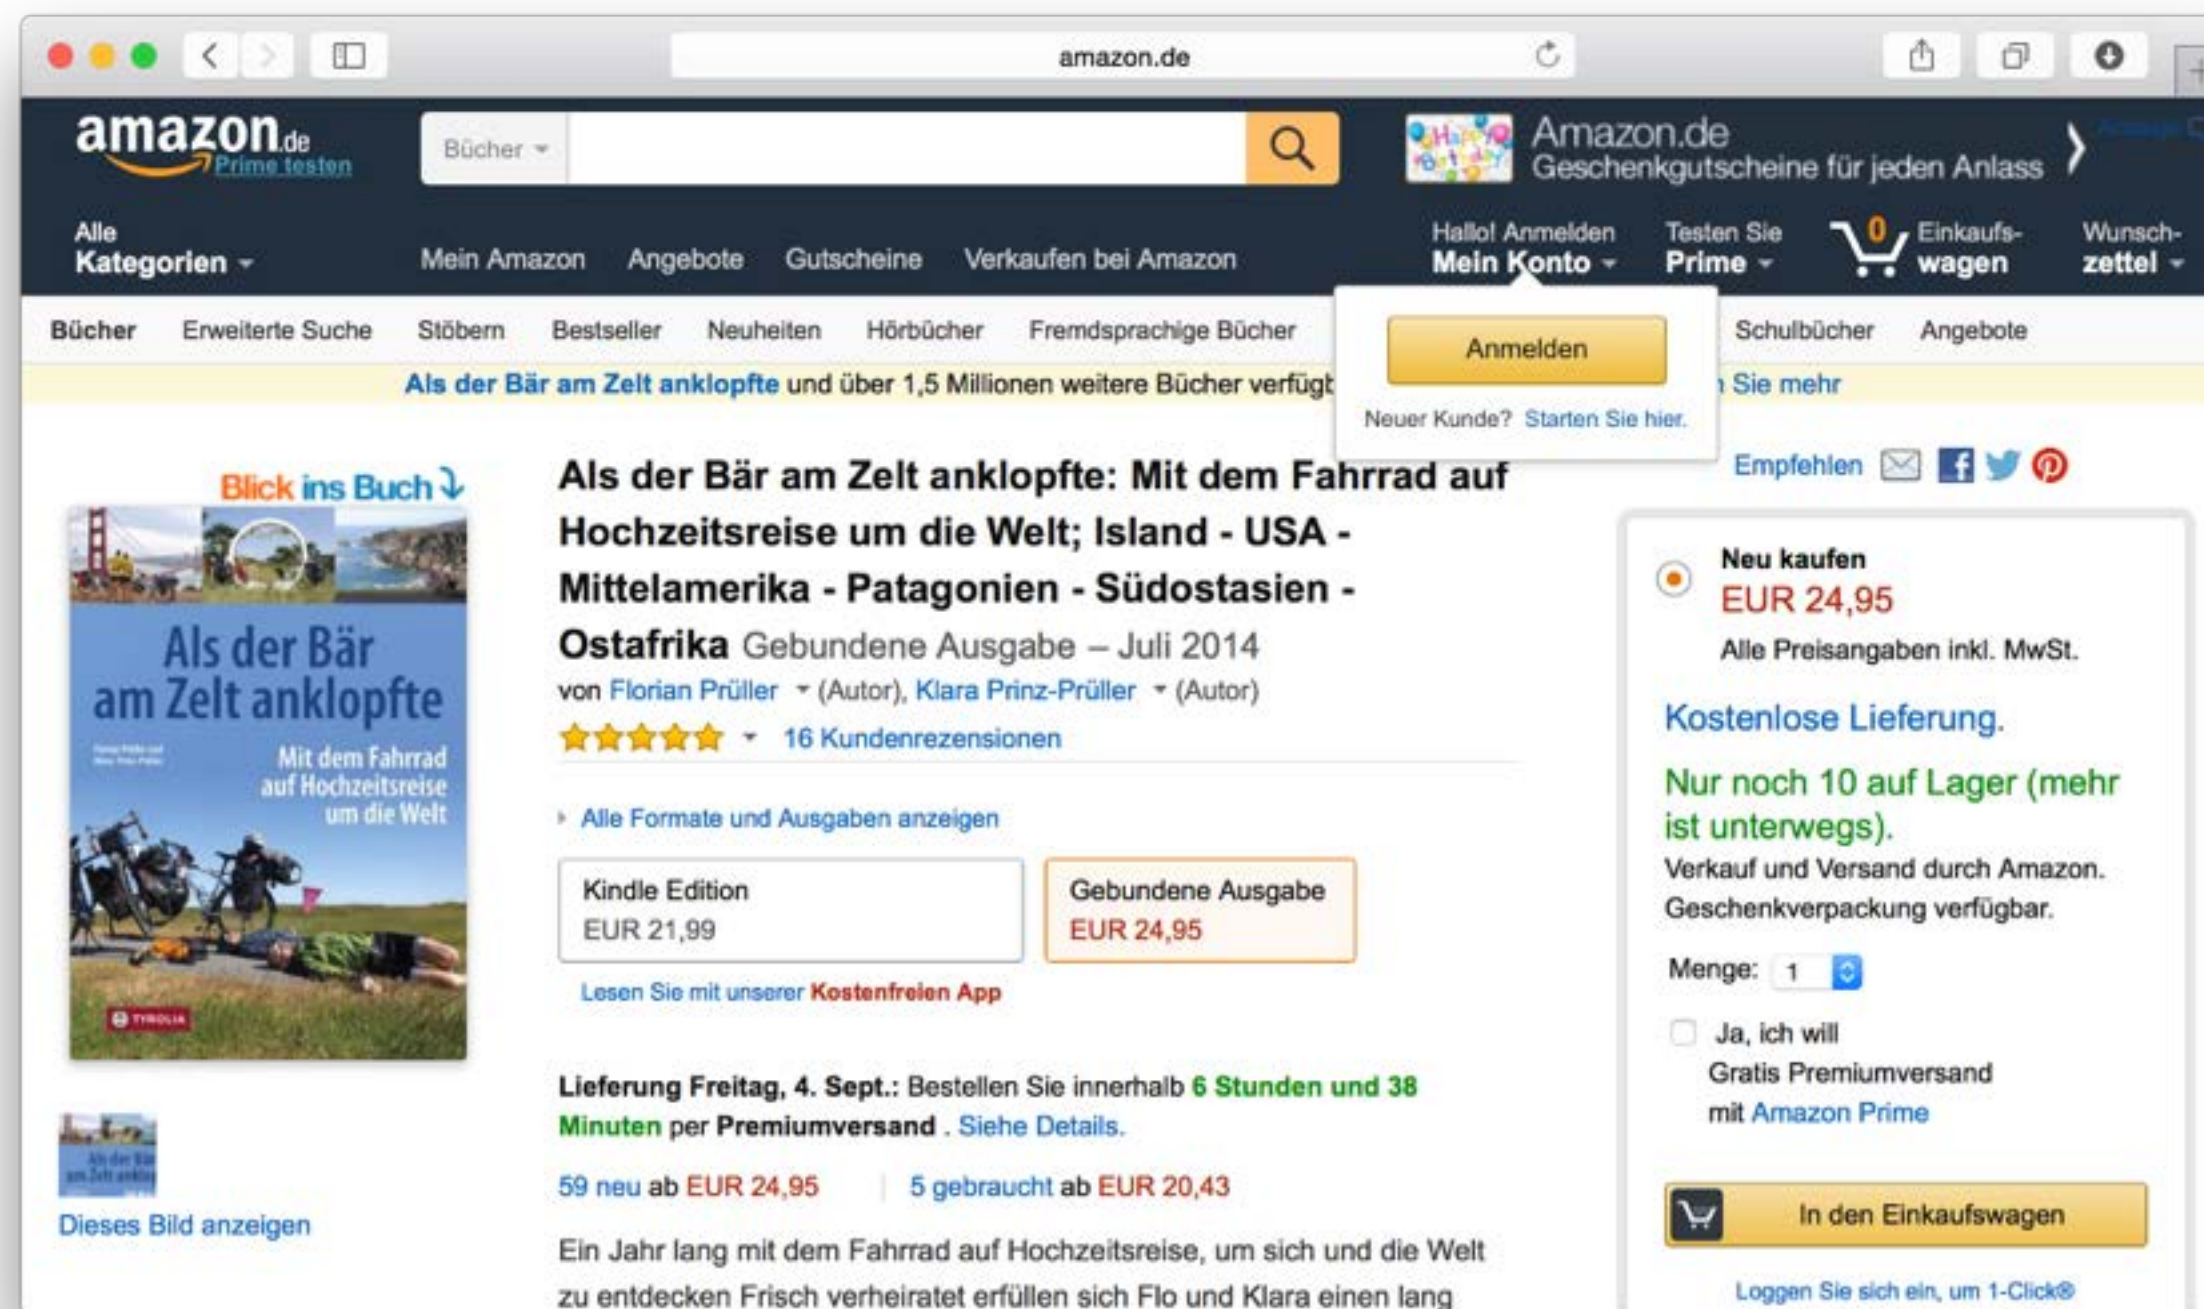 amazon.de
amazon.de
Prime testen
Bücher
Happy Birthday
Amazon.de
Geschenkgutscheine für jeden Anlass
Alle
Kategorien
Mein Amazon Angebote Gutscheine Verkaufen bei Amazon
Hallo! Anmelden
Mein Konto
Testen Sie
Prime
0
Einkaufs-
wagen
Wunsch-
zettel
Bücher Erweiterte Suche Stöbern Bestseller Neuheiten Hörbücher Fremdsprachige Bücher Schulbücher Angebote
Anmelden
Neuer Kunde? Starten Sie hier.
Als der Bär am Zelt anklopfte und über 1,5 Millionen weitere Bücher verfügb
Sie mehr
Blick ins Buch
Als der Bär
am Zelt anklopfte
Mit dem Fahrrad
auf Hochzeitsreise
um die Welt
TYROLIA
Dieses Bild anzeigen
Als der Bär am Zelt anklopfte: Mit dem Fahrrad auf
Hochzeitsreise um die Welt; Island - USA -
Mittelamerika - Patagonien - Südostasien -
Ostafrika Gebundene Ausgabe – Juli 2014
von Florian Prüller (Autor), Klara Prinz-Prüller (Autor)
16 Kundenrezensionen
Alle Formate und Ausgaben anzeigen
Kindle Edition
EUR 21,99
Gebundene Ausgabe
EUR 24,95
Lesen Sie mit unserer Kostenfreien App
Lieferung Freitag, 4. Sept.: Bestellen Sie innerhalb 6 Stunden und 38
Minuten per Premiumversand . Siehe Details.
59 neu ab EUR 24,95 5 gebraucht ab EUR 20,43
Ein Jahr lang mit dem Fahrrad auf Hochzeitsreise, um sich und die Welt
zu entdecken Frisch verheiratet erfüllen sich Flo und Klara einen lang
Empfehlen
Neu kaufen
EUR 24,95
Alle Preisangaben inkl. MwSt.
Kostenlose Lieferung.
Nur noch 10 auf Lager (mehr
ist unterwegs).
Verkauf und Versand durch Amazon.
Geschenkverpackung verfügbar.
Menge: 1
Ja, ich will
Gratis Premiumversand
mit Amazon Prime
In den Einkaufswagen
Loggen Sie sich ein, um 1-Click®